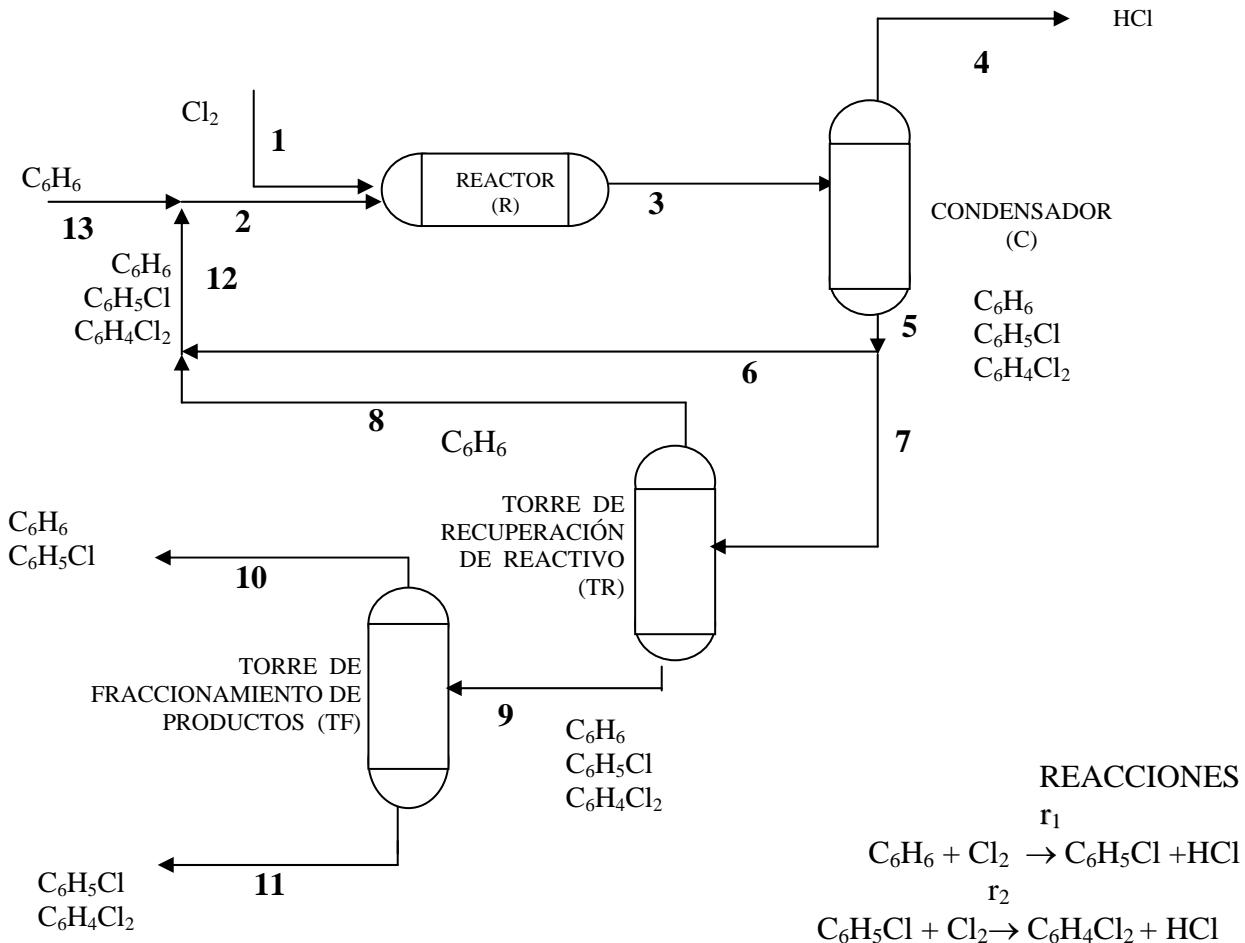 HCl
4
Cl₂
1
C₆H₆
13
2
REACTOR
(R)
3
CONDENSADOR
(C)
C₆H₆
C₆H₅Cl
C₆H₄Cl₂
12
C₆H₆
C₆H₅Cl
C₆H₄Cl₂
5
6
7
8
C₆H₆
TORRE DE
RECUPERACIÓN
DE REACTIVO
(TR)
C₆H₆
C₆H₅Cl
10
TORRE DE
FRACCIONAMIENTO DE
PRODUCTOS (TF)
9
C₆H₆
C₆H₅Cl
C₆H₄Cl₂
11
C₆H₅Cl
C₆H₄Cl₂
REACCIONES
r₁
C₆H₆ + Cl₂ → C₆H₅Cl +HCl
r₂
C₆H₅Cl + Cl₂→ C₆H₄Cl₂ + HCl